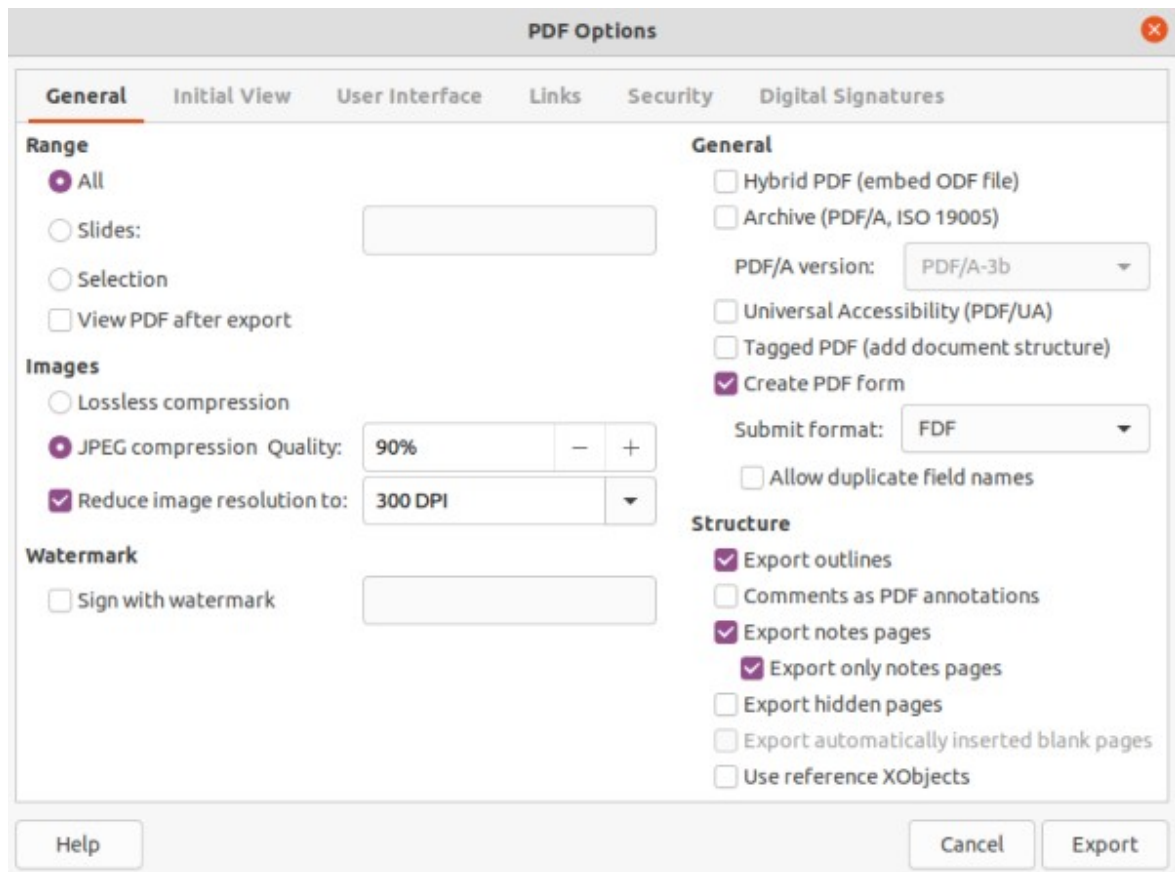 PDF Options
General Initial View User Interface Links Security Digital Signatures
Range
All
Slides:
Selection
View PDF after export
Images
Lossless compression
JPEG compression Quality: 90%
Reduce image resolution to: 300 DPI
Watermark
Sign with watermark
General
Hybrid PDF (embed ODF file)
Archive (PDF/A, ISO 19005)
PDF/A version: PDF/A-3b
Universal Accessibility (PDF/UA)
Tagged PDF (add document structure)
Create PDF form
Submit format: FDF
Allow duplicate field names
Structure
Export outlines
Comments as PDF annotations
Export notes pages
Export only notes pages
Export hidden pages
Export automatically inserted blank pages
Use reference XObjects
Help Cancel Export